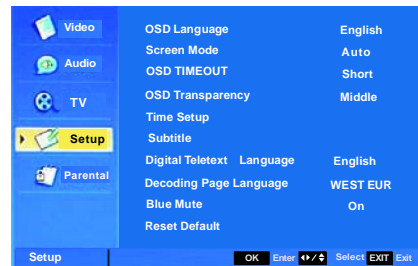 Video
Audio
TV
Setup
Parental
OSD Language English
Screen Mode Auto
OSD TIMEOUT Short
OSD Transparency Middle
Time Setup
Subtitle
Digital Teletext Language English
Decoding Page Language WEST EUR
Blue Mute On
Reset Default
Setup OK Enter Select EXIT Exit